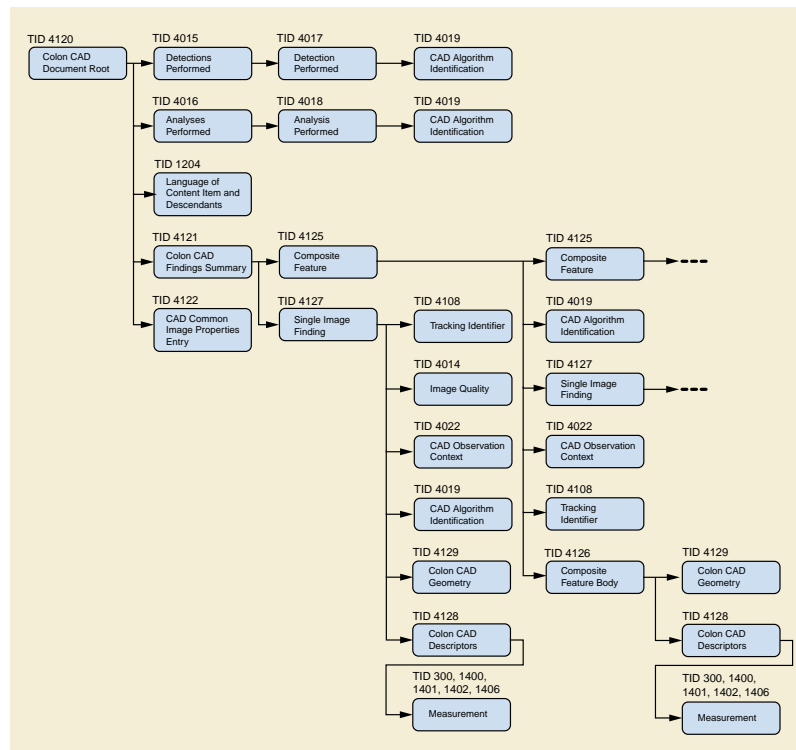 TID 4120
Colon CAD
Document Root
TID 4015
Detections
Performed
TID 4017
Detection
Performed
TID 4019
CAD Algorithm
Identification
TID 4016
Analyses
Performed
TID 4018
Analysis
Performed
TID 4019
CAD Algorithm
Identification
TID 1204
Language of
Content Item and
Descendants
TID 4121
Colon CAD
Findings Summary
TID 4125
Composite
Feature
TID 4125
Composite
Feature
TID 4122
CAD Common
Image Properties
Entry
TID 4127
Single Image
Finding
TID 4108
Tracking Identifier
TID 4019
CAD Algorithm
Identification
TID 4014
Image Quality
TID 4127
Single Image
Finding
TID 4022
CAD Observation
Context
TID 4022
CAD Observation
Context
TID 4019
CAD Algorithm
Identification
TID 4108
Tracking
Identifier
TID 4129
Colon CAD
Geometry
TID 4126
Composite
Feature Body
TID 4129
Colon CAD
Geometry
TID 4128
Colon CAD
Descriptors
TID 4128
Colon CAD
Descriptors
TID 300, 1400,
1401, 1402, 1406
Measurement
TID 300, 1400,
1401, 1402, 1406
Measurement